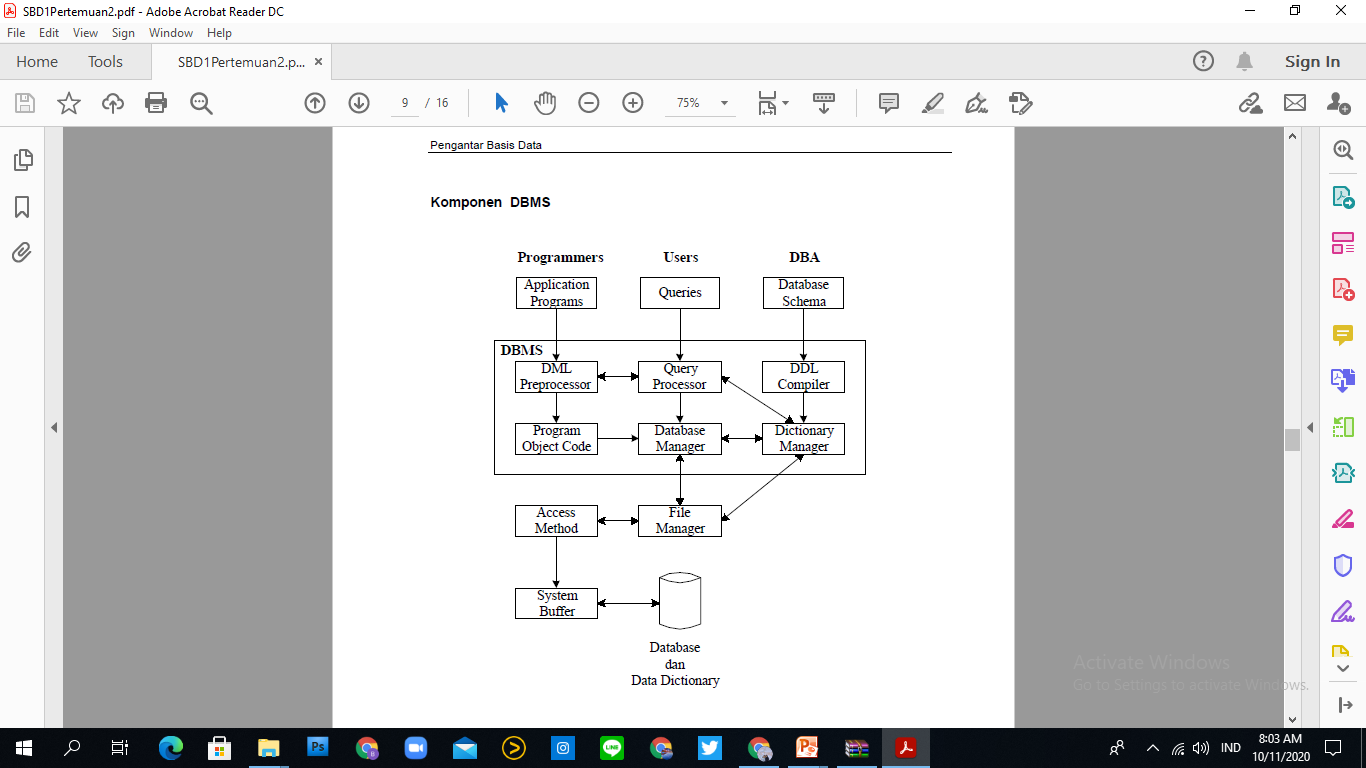 SBD1Pertemuan2.pdf - Adobe Acrobat Reader DC
File Edit View Sign Window Help
Home Tools SBD1Pertemuan2.p... × Sign In
9 / 16 75%
Pengantar Basis Data
Komponen DBMS
Programmers Users DBA
Application
Programs
Queries
Database
Schema
DBMS
DML
Preprocessor
Query
Processor
DDL
Compiler
Program
Object Code
Database
Manager
Dictionary
Manager
Access
Method
File
Manager
System
Buffer
Database
dan
Data Dictionary
Activate Windows
Go to Settings to activate Windows.
Ps
LINE
IND
8:03 AM
10/11/2020